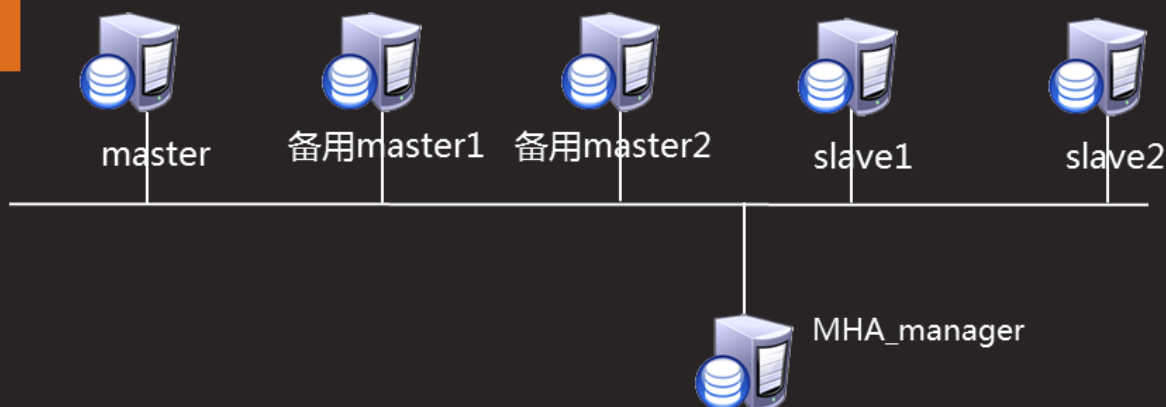 master
备用master1
备用master2
slave1
slave2
MHA_manager